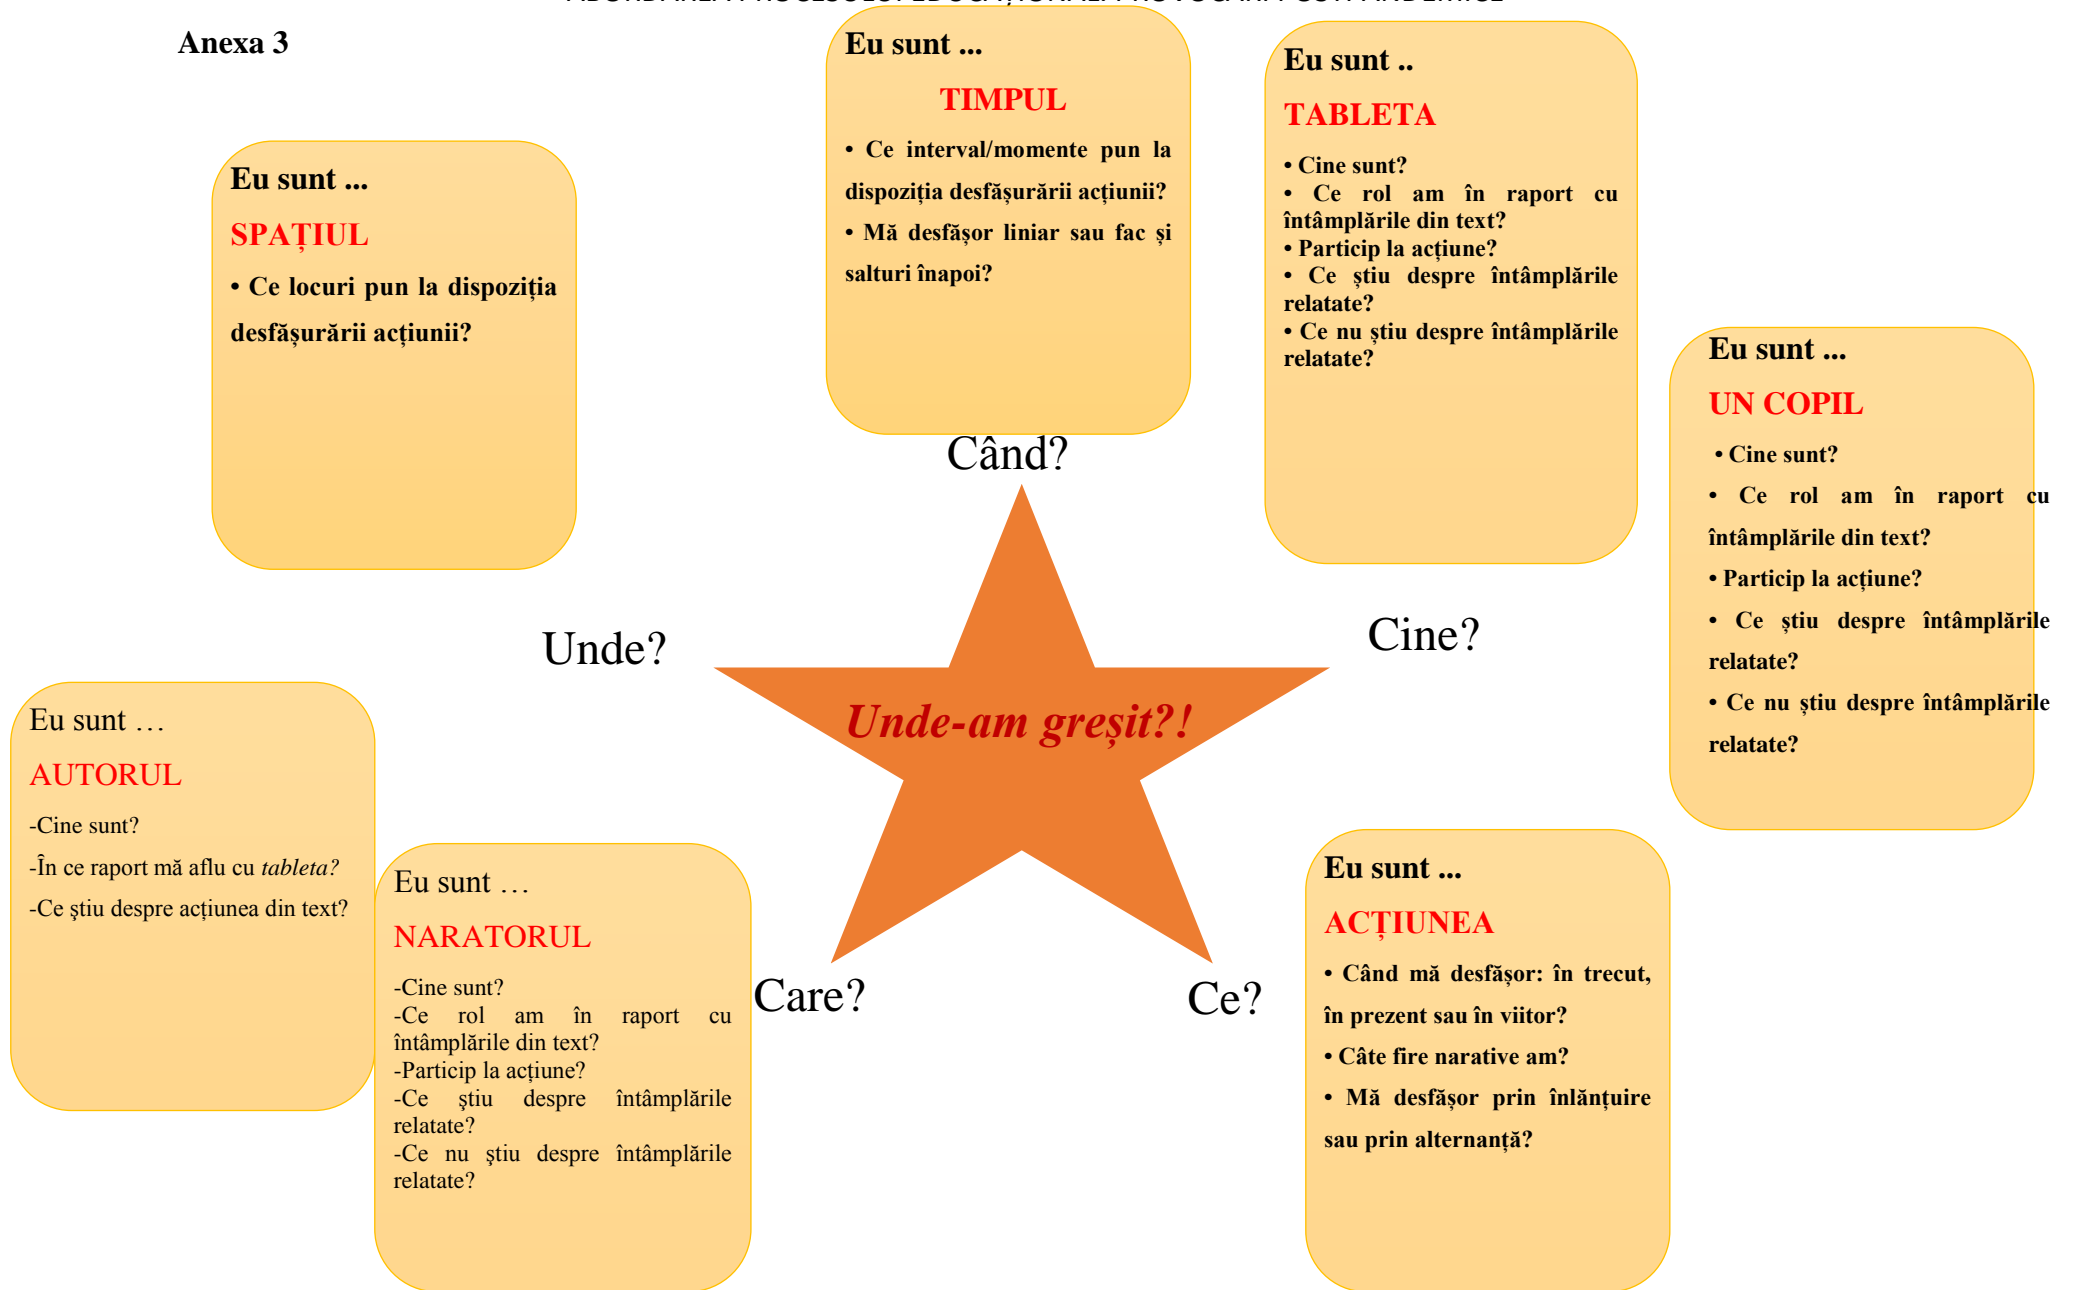 Anexa 3
Eu sunt ...
TIMPUL
• Ce interval/momente pun la
dispoziția desfășurării acțiunii?
• Mă desfășor liniar sau fac și
salturi înapoi?
Eu sunt ..
TABLETA
• Cine sunt?
• Ce rol am în raport cu
întâmplările din text?
• Particip la acțiune?
• Ce știu despre întâmplările
relatate?
• Ce nu știu despre întâmplările
relatate?
Eu sunt ...
SPAȚIUL
• Ce locuri pun la dispoziția
desfășurării acțiunii?
Eu sunt ...
UN COPIL
• Cine sunt?
• Ce rol am în raport cu
întâmplările din text?
• Particip la acțiune?
• Ce știu despre întâmplările
relatate?
• Ce nu știu despre întâmplările
relatate?
Când?
Unde?
Cine?
Unde-am greșit?!
Eu sunt …
AUTORUL
-Cine sunt?
-În ce raport mă aflu cu tableta?
-Ce ştiu despre acțiunea din text?
Eu sunt …
NARATORUL
-Cine sunt?
-Ce rol am în raport cu
întâmplările din text?
-Particip la acțiune?
-Ce ştiu despre întâmplările
relatate?
-Ce nu ştiu despre întâmplările
relatate?
Care?
Ce?
Eu sunt ...
ACȚIUNEA
• Când mă desfășor: în trecut,
în prezent sau în viitor?
• Câte fire narative am?
• Mă desfășor prin înlănțuire
sau prin alternanță?